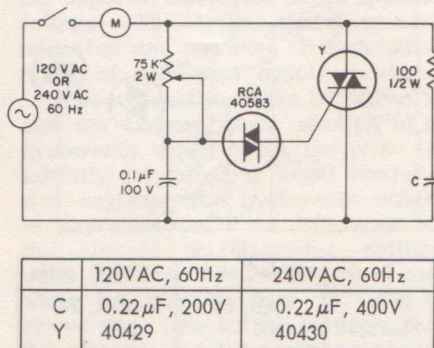 M
120 V AC
OR
240 V AC
60 Hz
75 K
2 W
RCA
40583
Y
100
1/2 W
0.1 µF
100 V
C
120VAC, 60Hz 240VAC, 60Hz
C 0.22µF, 200V 0.22µF, 400V
Y 40429 40430